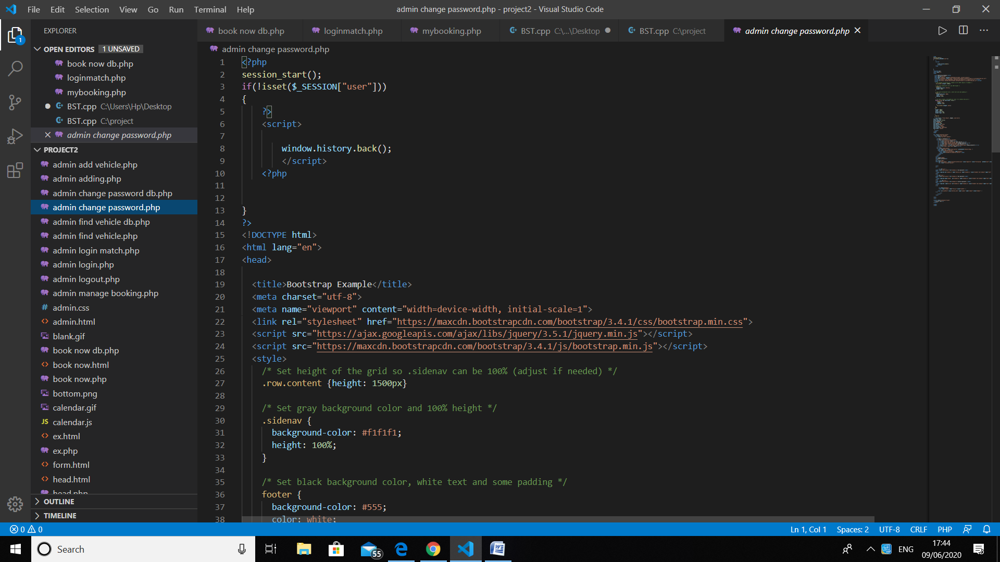 File Edit Selection View Go Run Terminal Help
admin change password.php - project2 - Visual Studio Code
EXPLORER
OPEN EDITORS 1 UNSAVED
book now db.php
loginmatch.php
mybooking.php
BST.cpp C:\Users\Hp\Desktop
BST.cpp C:\project
admin change password.php
PROJECT2
admin add vehicle.php
admin adding.php
admin change password db.php
admin change password.php
admin find vehicle db.php
admin find vehicle.php
admin login match.php
admin login.php
admin logout.php
admin manage booking.php
# admin.css
<> admin.html
blank.gif
book now db.php
<> book now.html
book now.php
bottom.png
calendar.gif
JS calendar.js
<> ex.html
ex.php
<> form.html
<> head.html
head.php
OUTLINE
TIMELINE
book now db.php loginmatch.php mybooking.php BST.cpp C:\...\Desktop BST.cpp C:\project admin change password.php
admin change password.php
1 <?php
2 session_start();
3 if(!isset($_SESSION["user"]))
4 {
5 ?>
6 <script>
7
8 window.history.back();
9 </script>
10 <?php
11
12
13 }
14 ?>
15 <!DOCTYPE html>
16 <html lang="en">
17 <head>
18
19 <title>Bootstrap Example</title>
20 <meta charset="utf-8">
21 <meta name="viewport" content="width=device-width, initial-scale=1">
22 <link rel="stylesheet" href="https://maxcdn.bootstrapcdn.com/bootstrap/3.4.1/css/bootstrap.min.css">
23 <script src="https://ajax.googleapis.com/ajax/libs/jquery/3.5.1/jquery.min.js"></script>
24 <script src="https://maxcdn.bootstrapcdn.com/bootstrap/3.4.1/js/bootstrap.min.js"></script>
25 <style>
26 /* Set height of the grid so .sidenav can be 100% (adjust if needed) */
27 .row.content {height: 1500px}
28
29 /* Set gray background color and 100% height */
30 .sidenav {
31 background-color: #f1f1f1;
32 height: 100%;
33 }
34
35 /* Set black background color, white text and some padding */
36 footer {
37 background-color: #555;
38 color: white;
1
0 0
Ln 1, Col 1 Spaces: 2 UTF-8 CRLF PHP
Search
55
ENG
17:44
09/06/2020